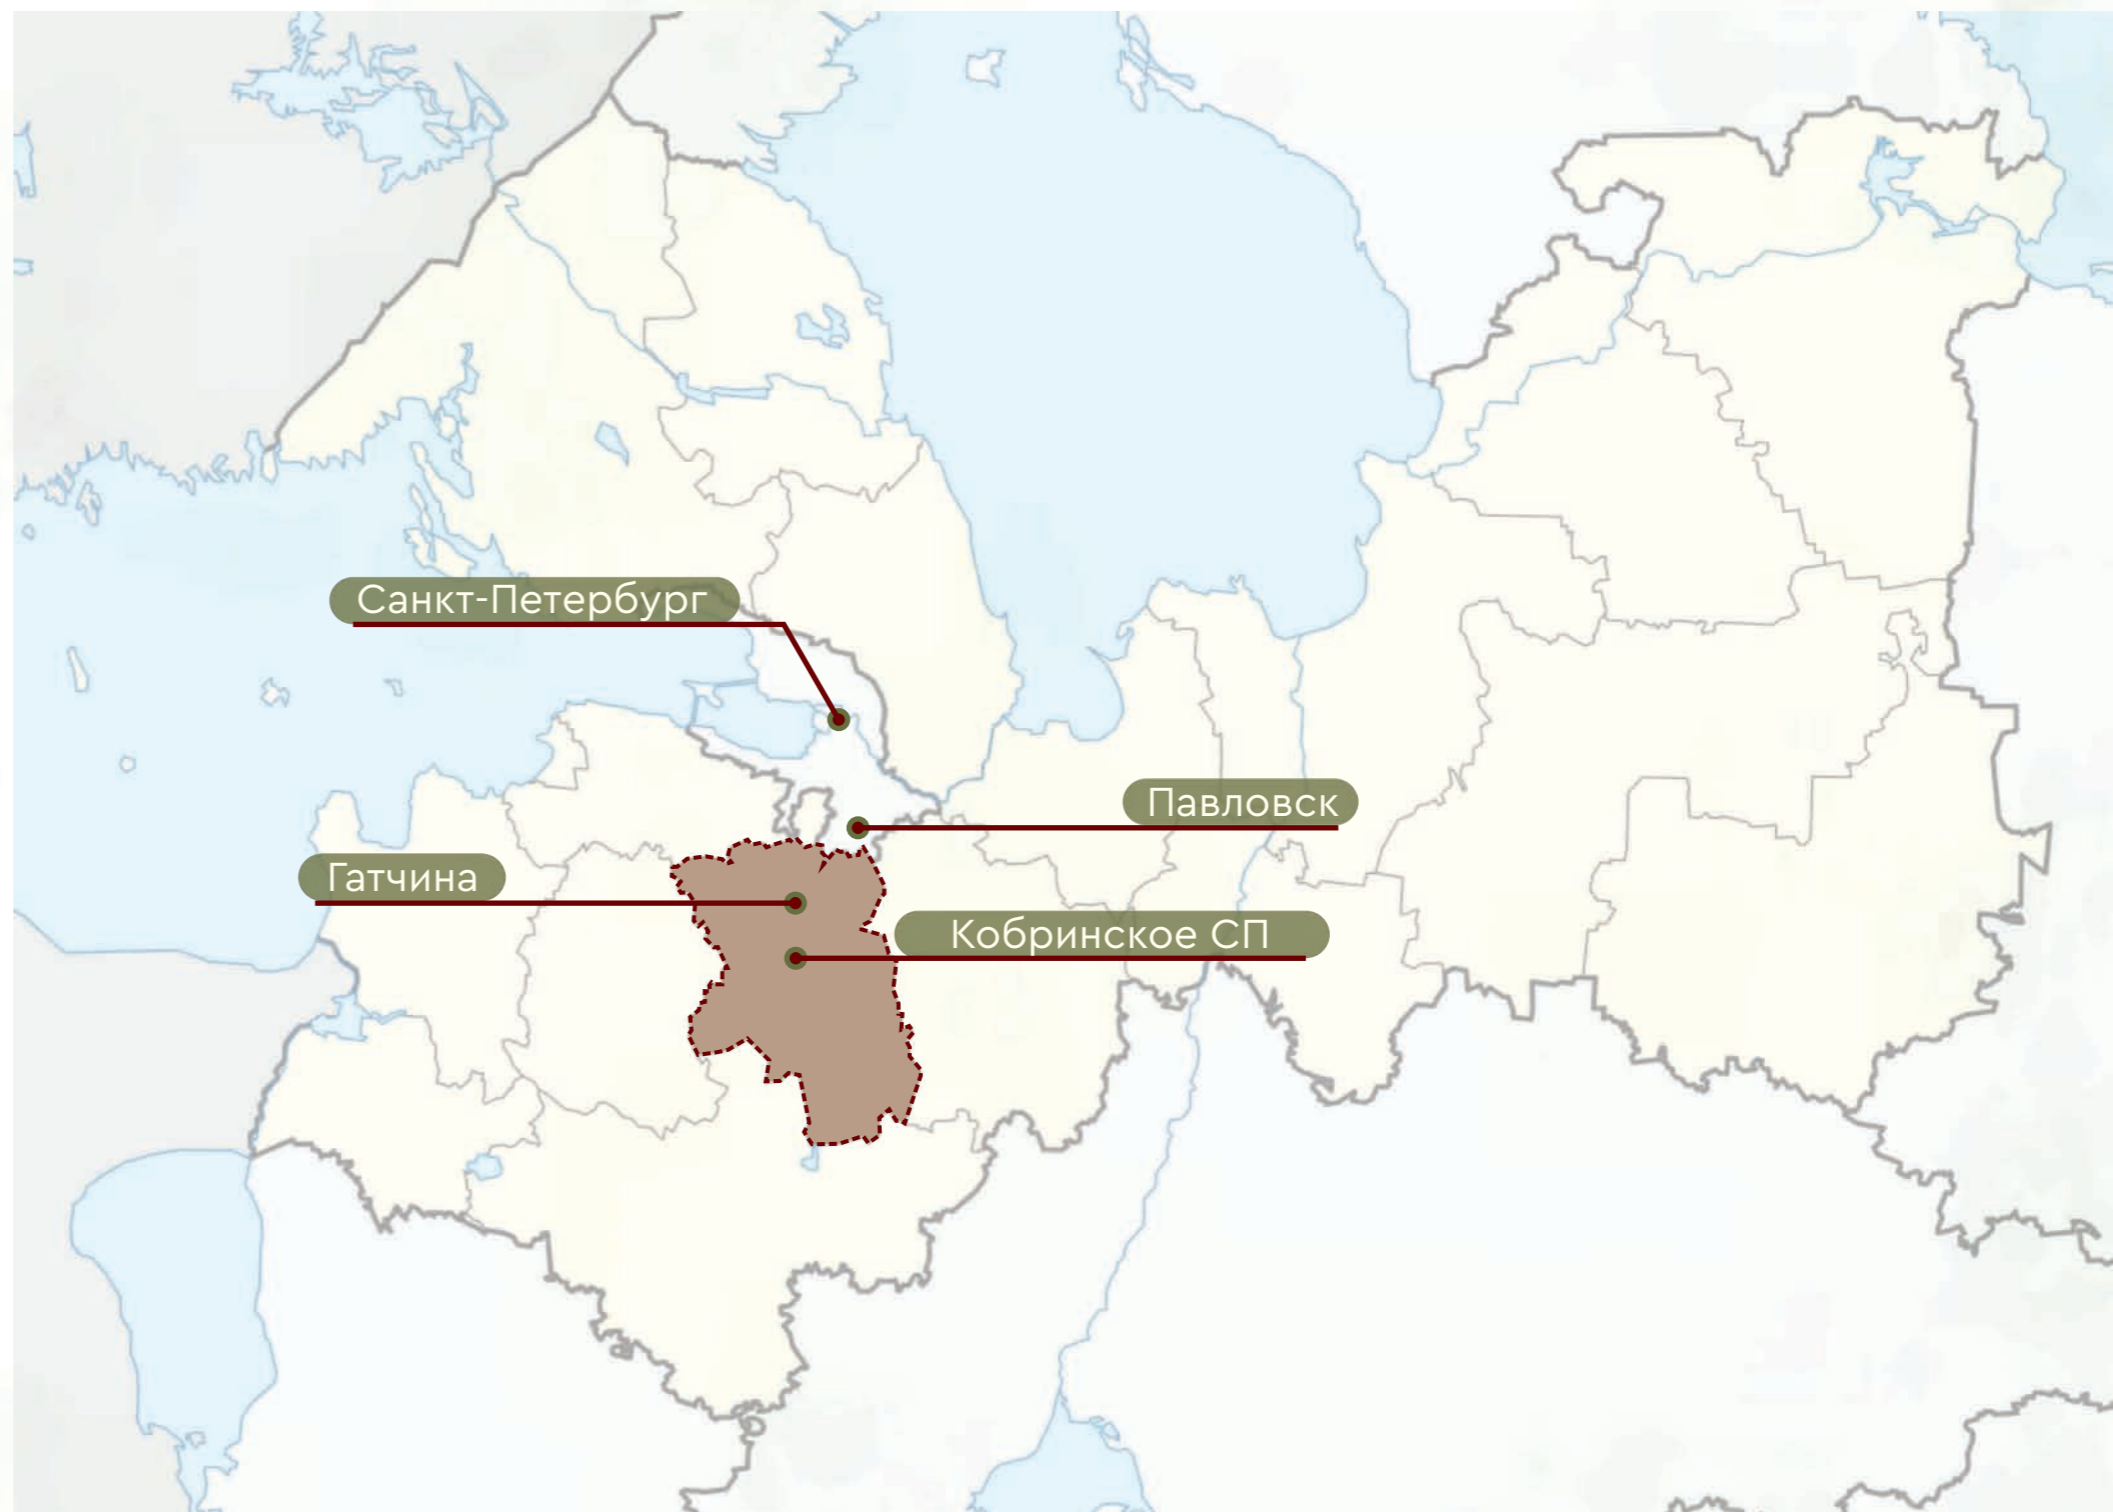 Санкт-Петербург
Павловск
Гатчина
Кобринское СП